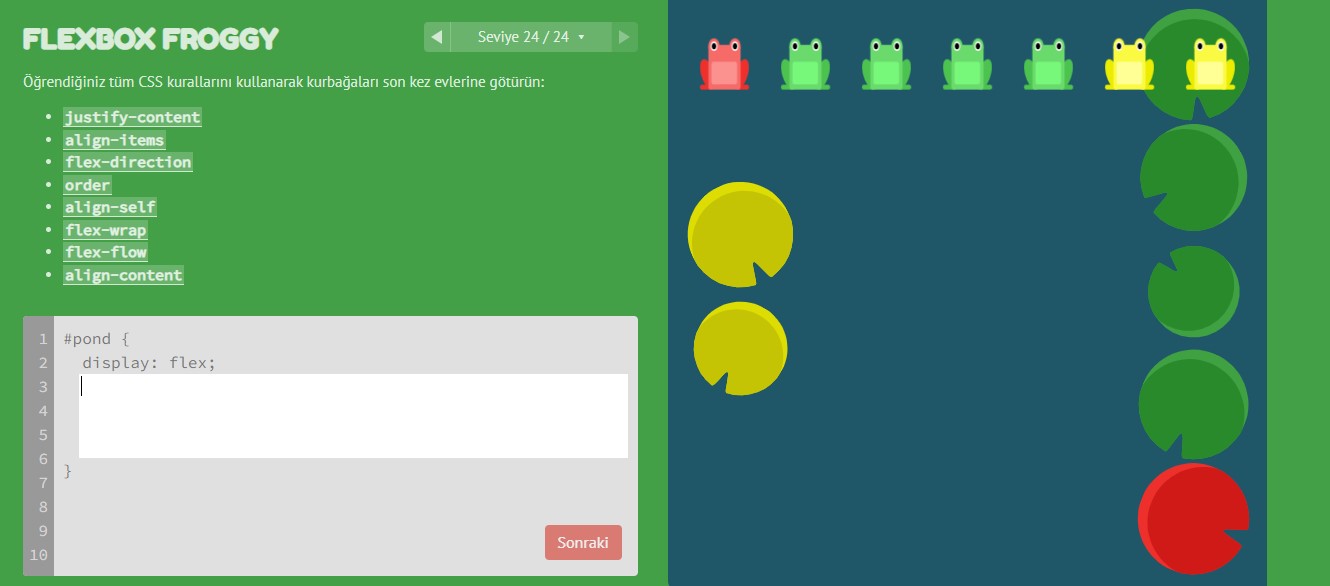 FLEXBOX FROGGY
Seviye 24 / 24
Öğrendiğiniz tüm CSS kurallarını kullanarak kurbağaları son kez evlerine götürün:
justify-content
align-items
flex-direction
order
align-self
flex-wrap
flex-flow
align-content
1 #pond {
2 display: flex;
3
4
5
6
}
7
8
9
10
Sonraki